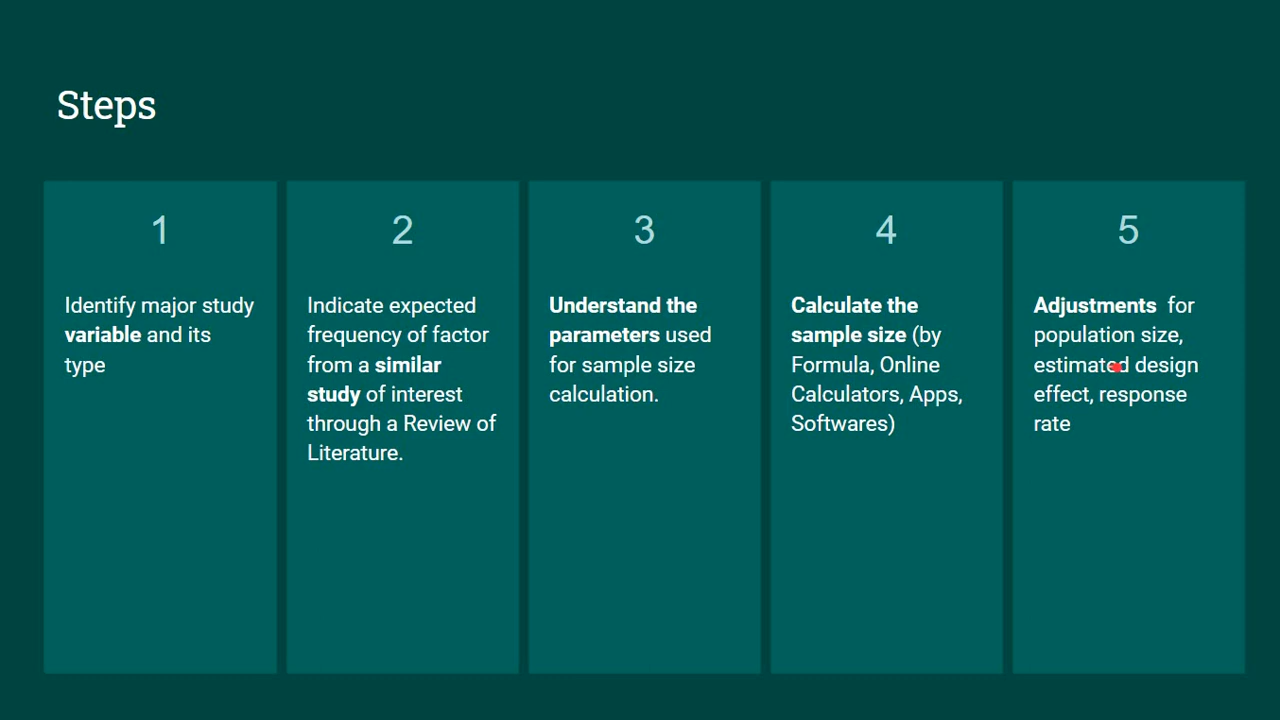 Steps
1
Identify major study
variable and its
type
2
Indicate expected
frequency of factor
from a similar
study of interest
through a Review of
Literature.
3
Understand the
parameters used
for sample size
calculation.
4
Calculate the
sample size (by
Formula, Online
Calculators, Apps,
Softwares)
5
Adjustments for
population size,
estimated design
effect, response
rate